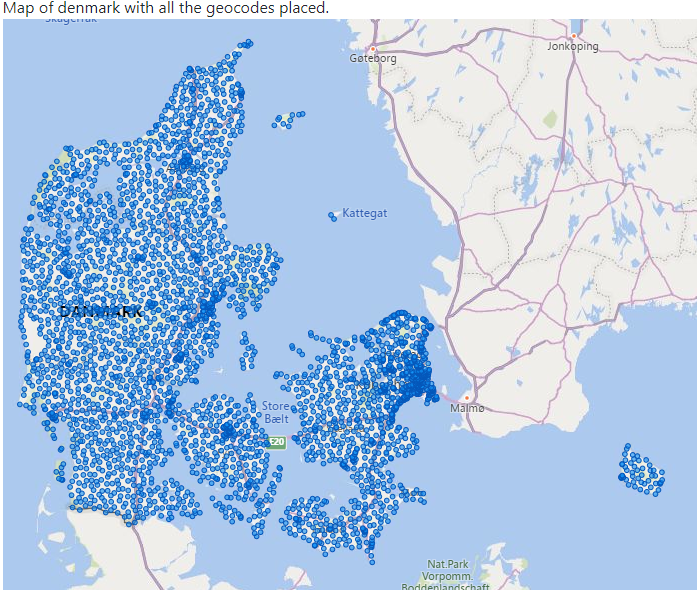 Map of denmark with all the geocodes placed.
Skagerrak
Göteborg
Jönköping
Kattegat
DANMARK
Store
Bælt
E20
Malmö
Nat.Park
Vorpomm.
Boddenlandschaft